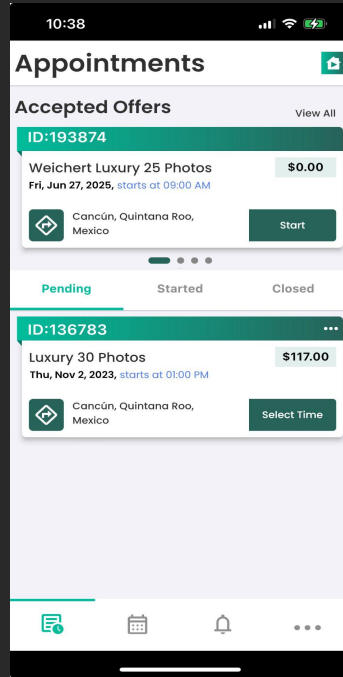 10:38
Appointments
Accepted Offers
View All
ID:193874
Weichert Luxury 25 Photos
$0.00
Fri, Jun 27, 2025, starts at 09:00 AM
Cancún, Quintana Roo,
Mexico
Start
Pending
Started
Closed
ID:136783
Luxury 30 Photos
$117.00
Thu, Nov 2, 2023, starts at 01:00 PM
Cancún, Quintana Roo,
Mexico
Select Time